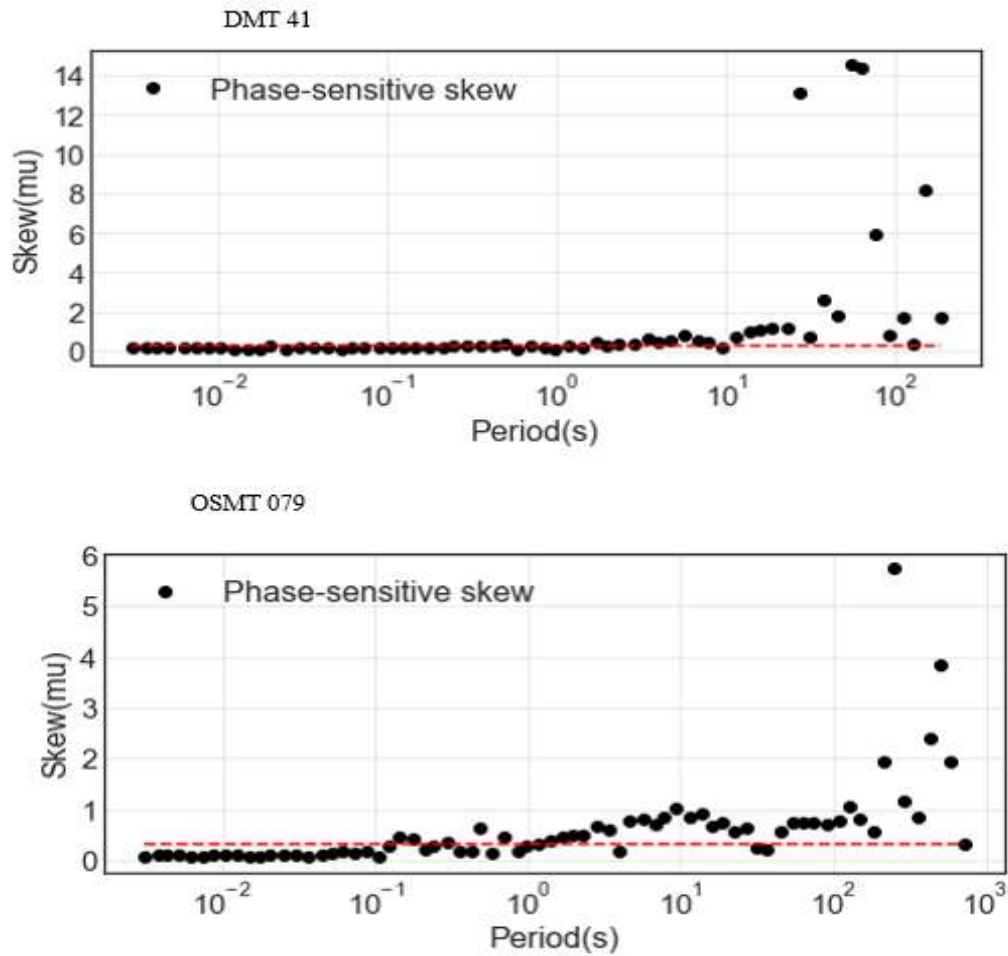 DMT 41
Phase-sensitive skew
14
12
10
8
6
4
2
0
Skew(mu)
10⁻² 10⁻¹ 10⁰ 10¹ 10²
Period(s)
OSMT 079
Phase-sensitive skew
6
5
4
3
2
1
0
Skew(mu)
10⁻² 10⁻¹ 10⁰ 10¹ 10² 10³
Period(s)